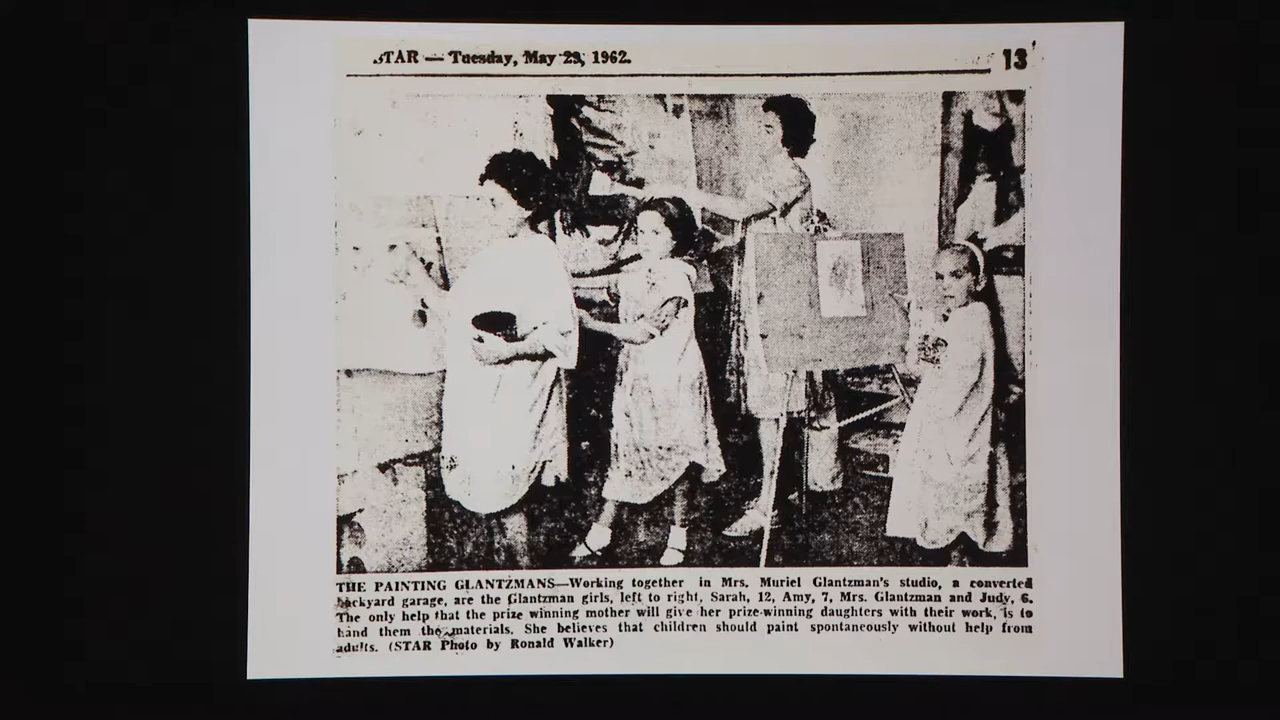 STAR — Tuesday, May 29, 1962.
13
THE PAINTING GLANTZMANS—Working together in Mrs. Muriel Glantzman's studio, a converted
backyard garage, are the Glantzman girls, left to right, Sarah, 12, Amy, 7, Mrs. Glantzman and Judy, 6.
The only help that the prize winning mother will give her prize-winning daughters with their work, is to
hand them the materials. She believes that children should paint spontaneously without help from
adults. (STAR Photo by Ronald Walker)